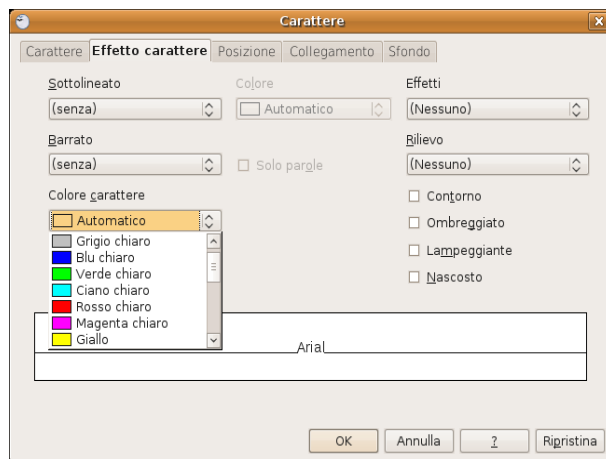 Carattere
Carattere Effetto carattere Posizione Collegamento Sfondo
Sottolineato Colore Effetti
(senza) Automatico (Nessuno)
Barrato Rilievo
(senza) Solo parole (Nessuno)
Colore carattere Contorno
Automatico Ombreggiato
Grigio chiaro
Blu chiaro Lampeggiante
Verde chiaro Nascosto
Ciano chiaro
Rosso chiaro
Magenta chiaro
Giallo
Arial
OK Annulla ? Ripristina